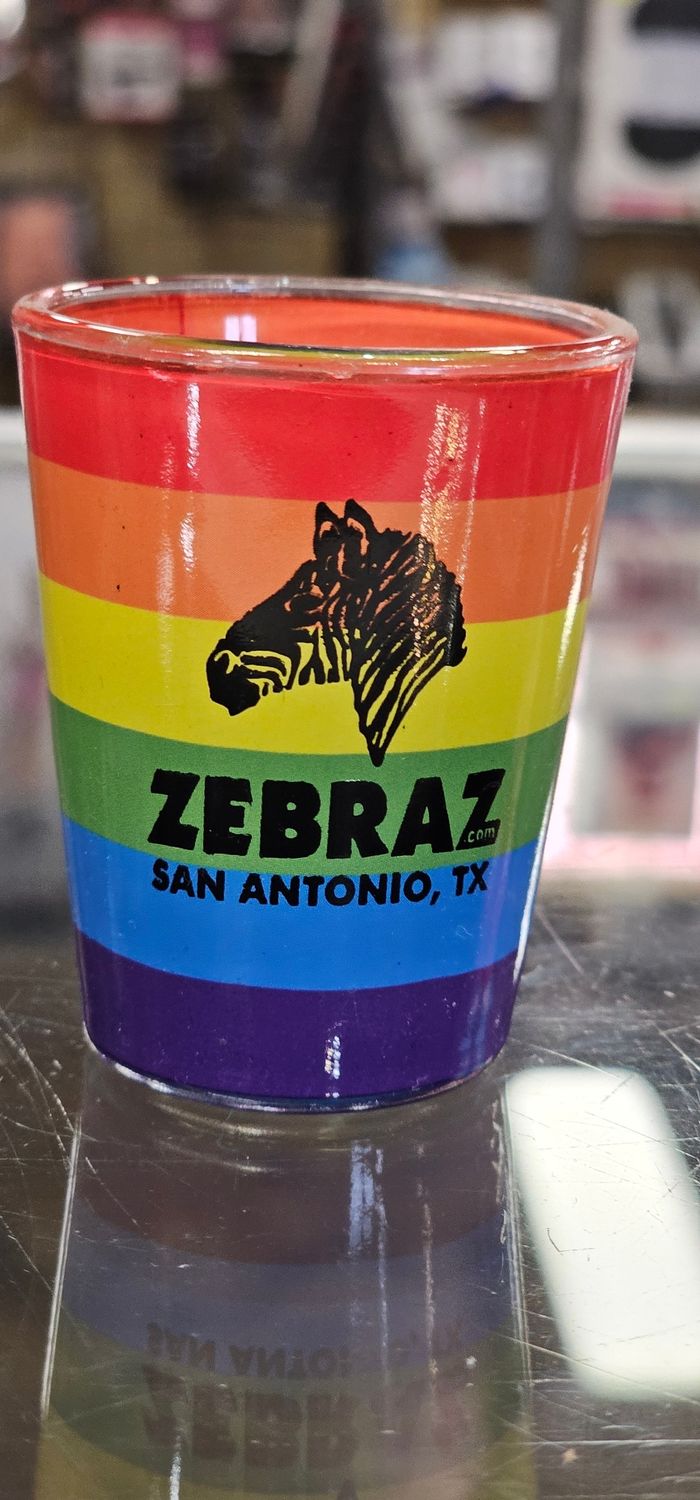 ZEBRAZ
.com
SAN ANTONIO, TX